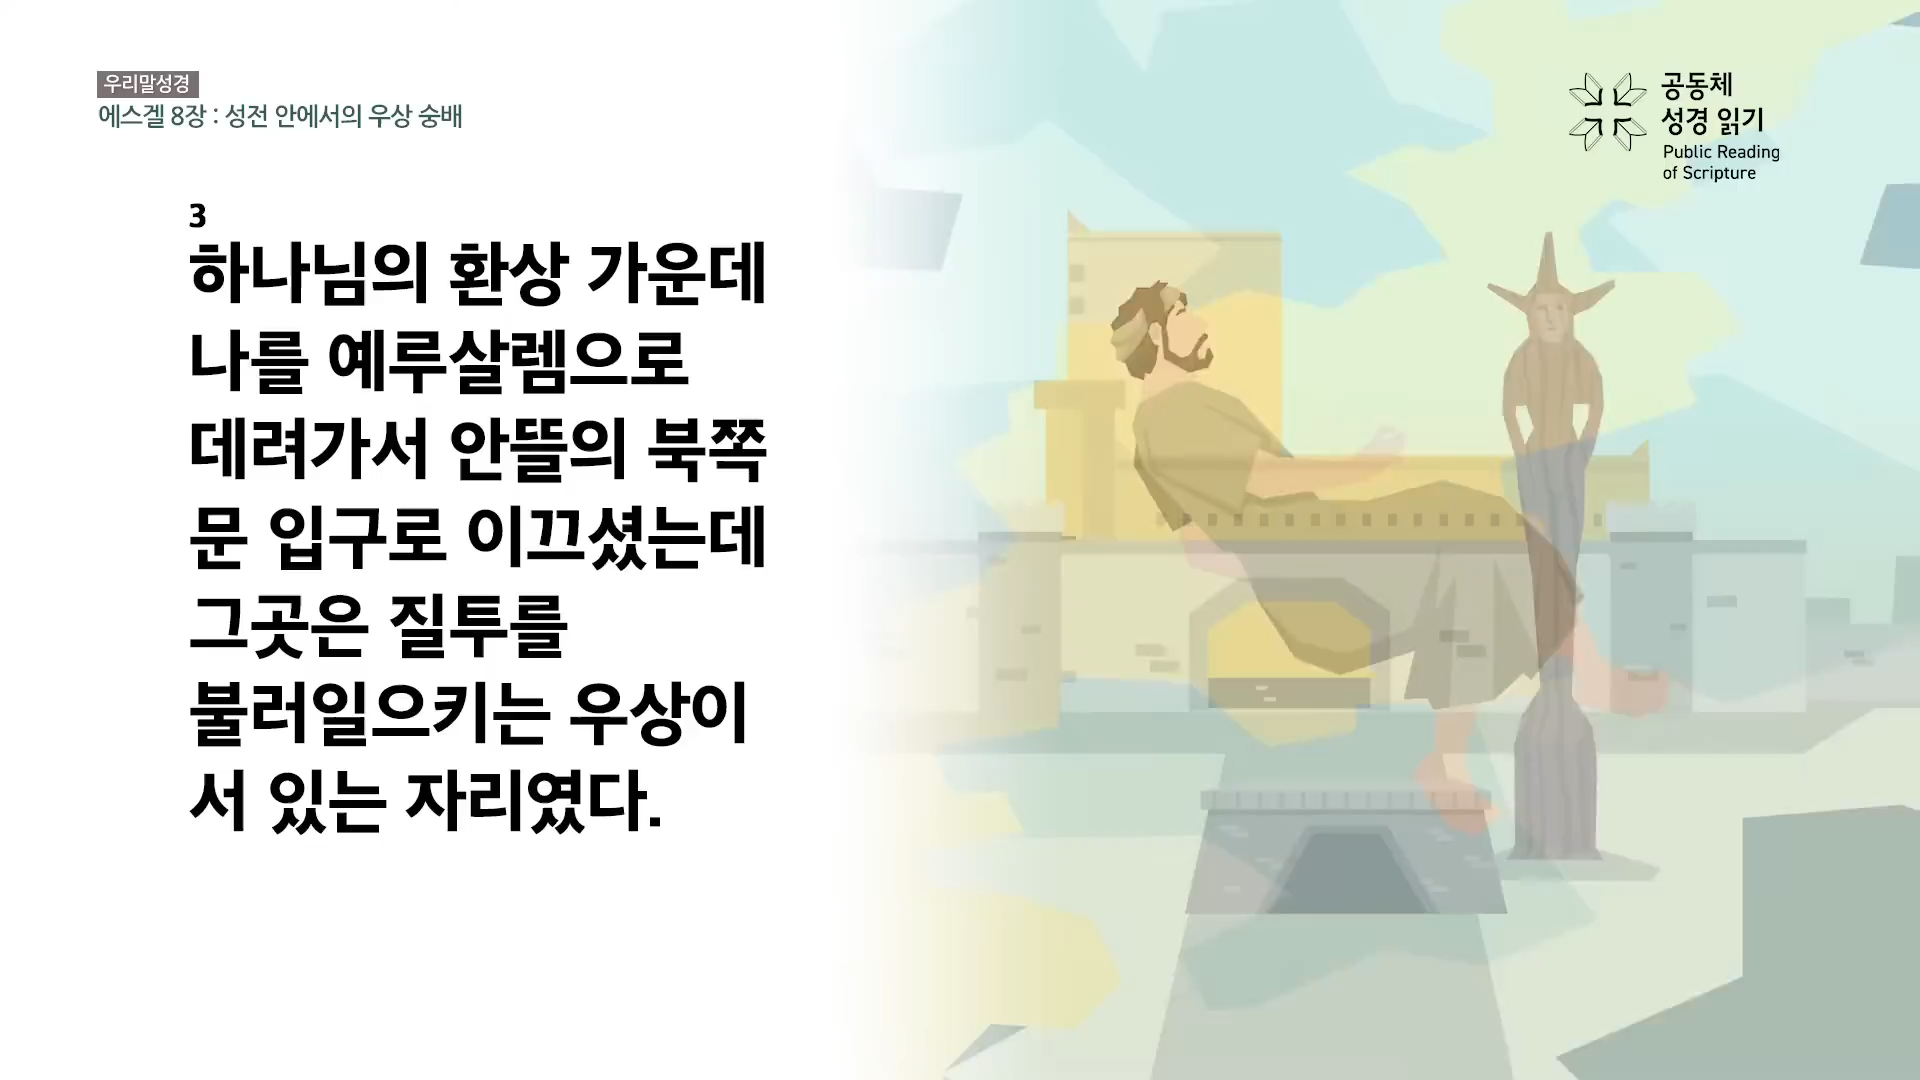 우리말성경
에스겔 8장 : 성전 안에서의 우상 숭배
공동체
성경 읽기
Public Reading
of Scripture
3
하나님의 환상 가운데
나를 예루살렘으로
데려가서 안뜰의 북쪽
문 입구로 이끄셨는데
그곳은 질투를
불러일으키는 우상이
서 있는 자리였다.